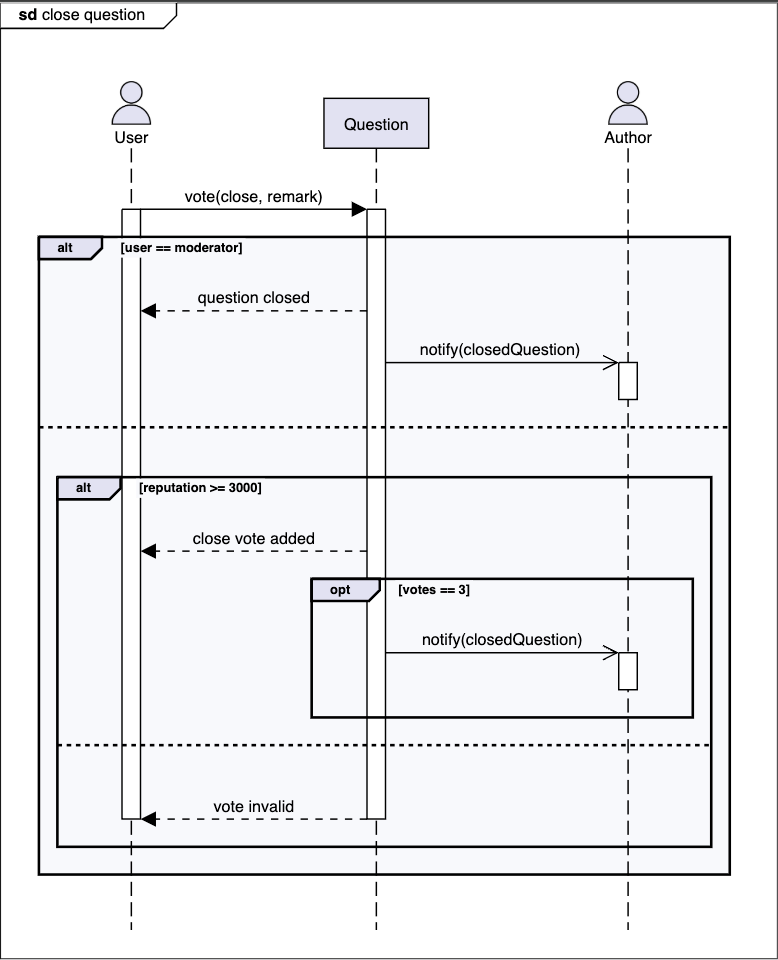 sd close question
User
Question
Author
vote(close, remark)
alt
[user == moderator]
question closed
notify(closedQuestion)
alt
[reputation >= 3000]
close vote added
opt
[votes == 3]
notify(closedQuestion)
vote invalid